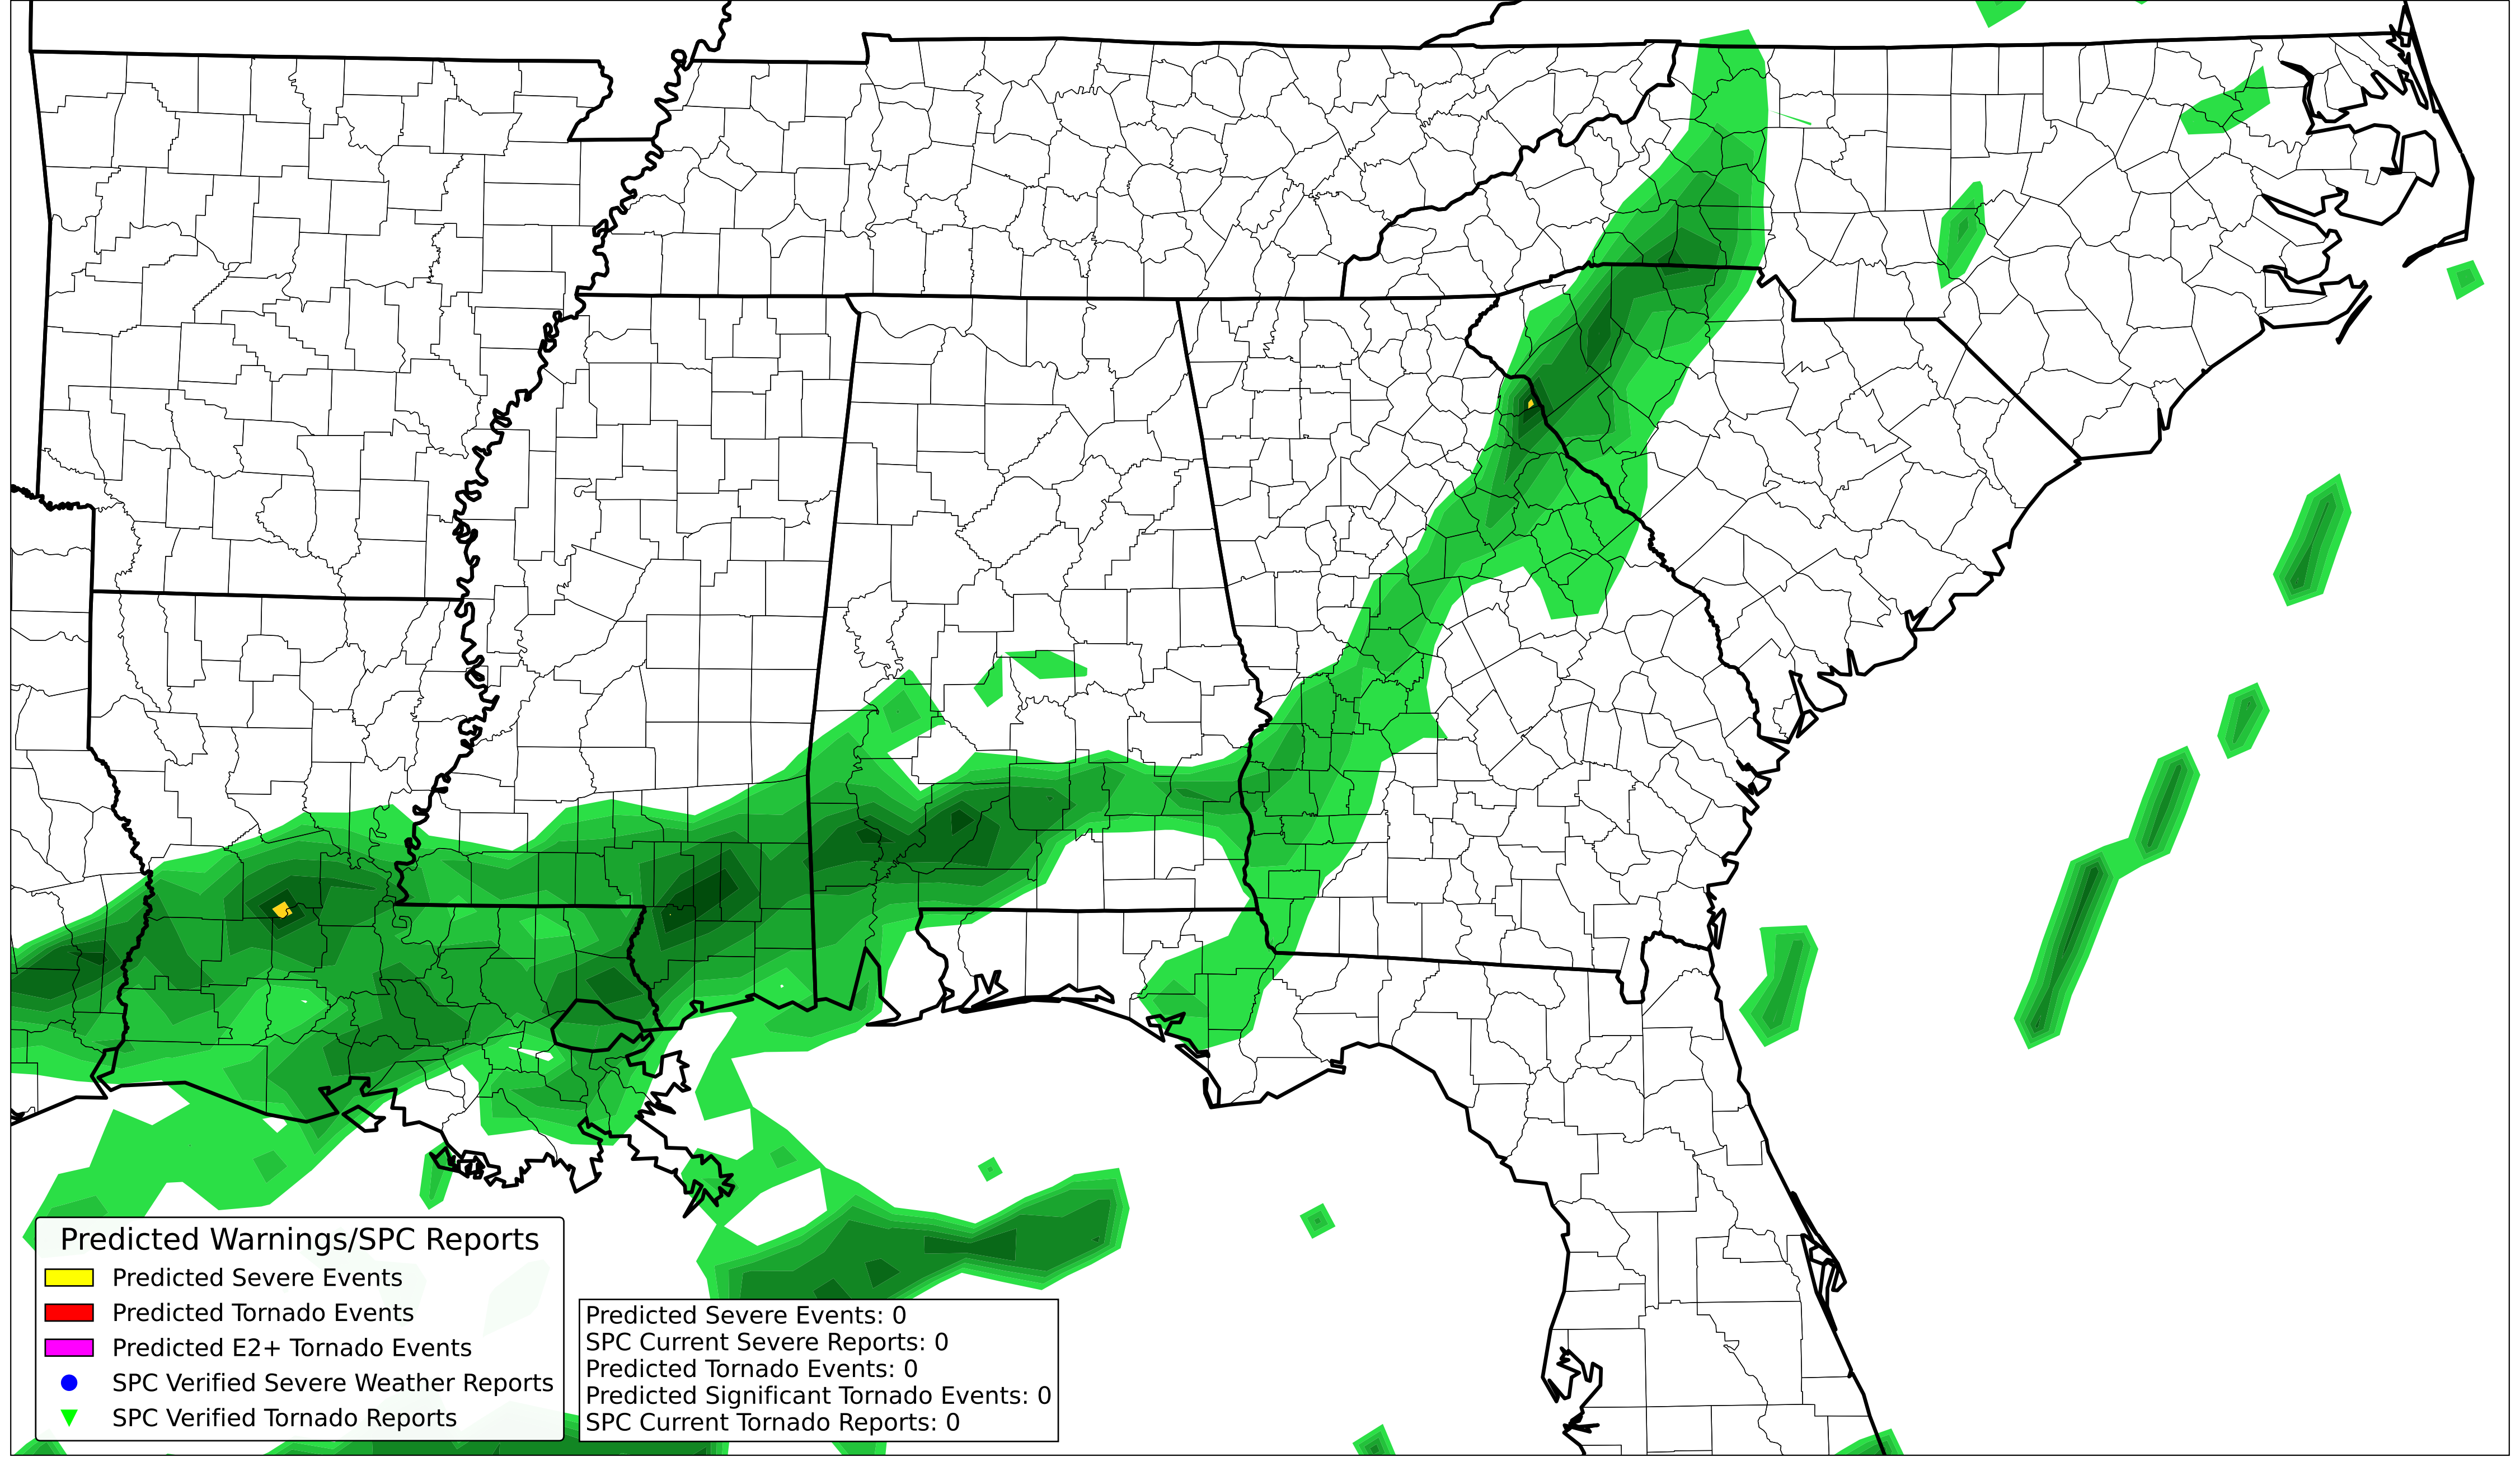 Predicted Warnings/SPC Reports
Predicted Severe Events
Predicted Tornado Events
Predicted E2+ Tornado Events
SPC Verified Severe Weather Reports
SPC Verified Tornado Reports
Predicted Severe Events: 0
SPC Current Severe Reports: 0
Predicted Tornado Events: 0
Predicted Significant Tornado Events: 0
SPC Current Tornado Reports: 0